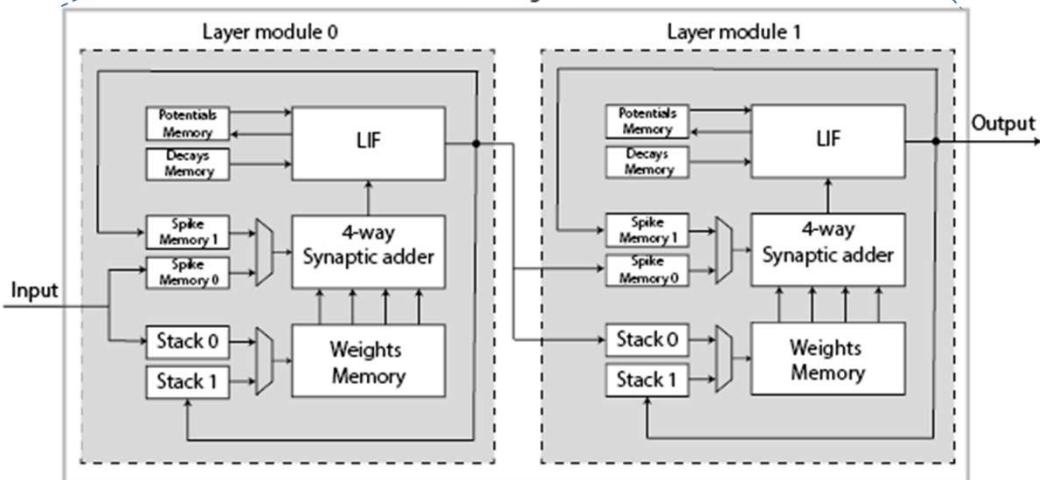 Layer module 0
Layer module 1
Potentials
Memory
LIF
Decays
Memory
Spike
Memory 1
4-way
Synaptic adder
Spike
Memory 0
Input
Stack 0
Weights
Memory
Stack 1
Potentials
Memory
LIF
Output
Decays
Memory
Spike
Memory 1
4-way
Synaptic adder
Spike
Memory 0
Stack 0
Weights
Memory
Stack 1